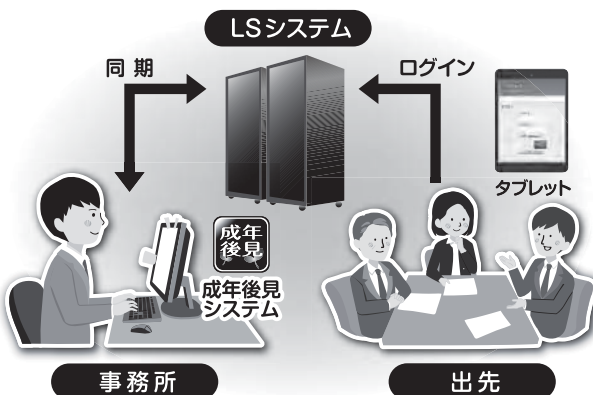 LSシステム
同期
ログイン
タブレット
成年
後見
成年後見
システム
事務所
出先